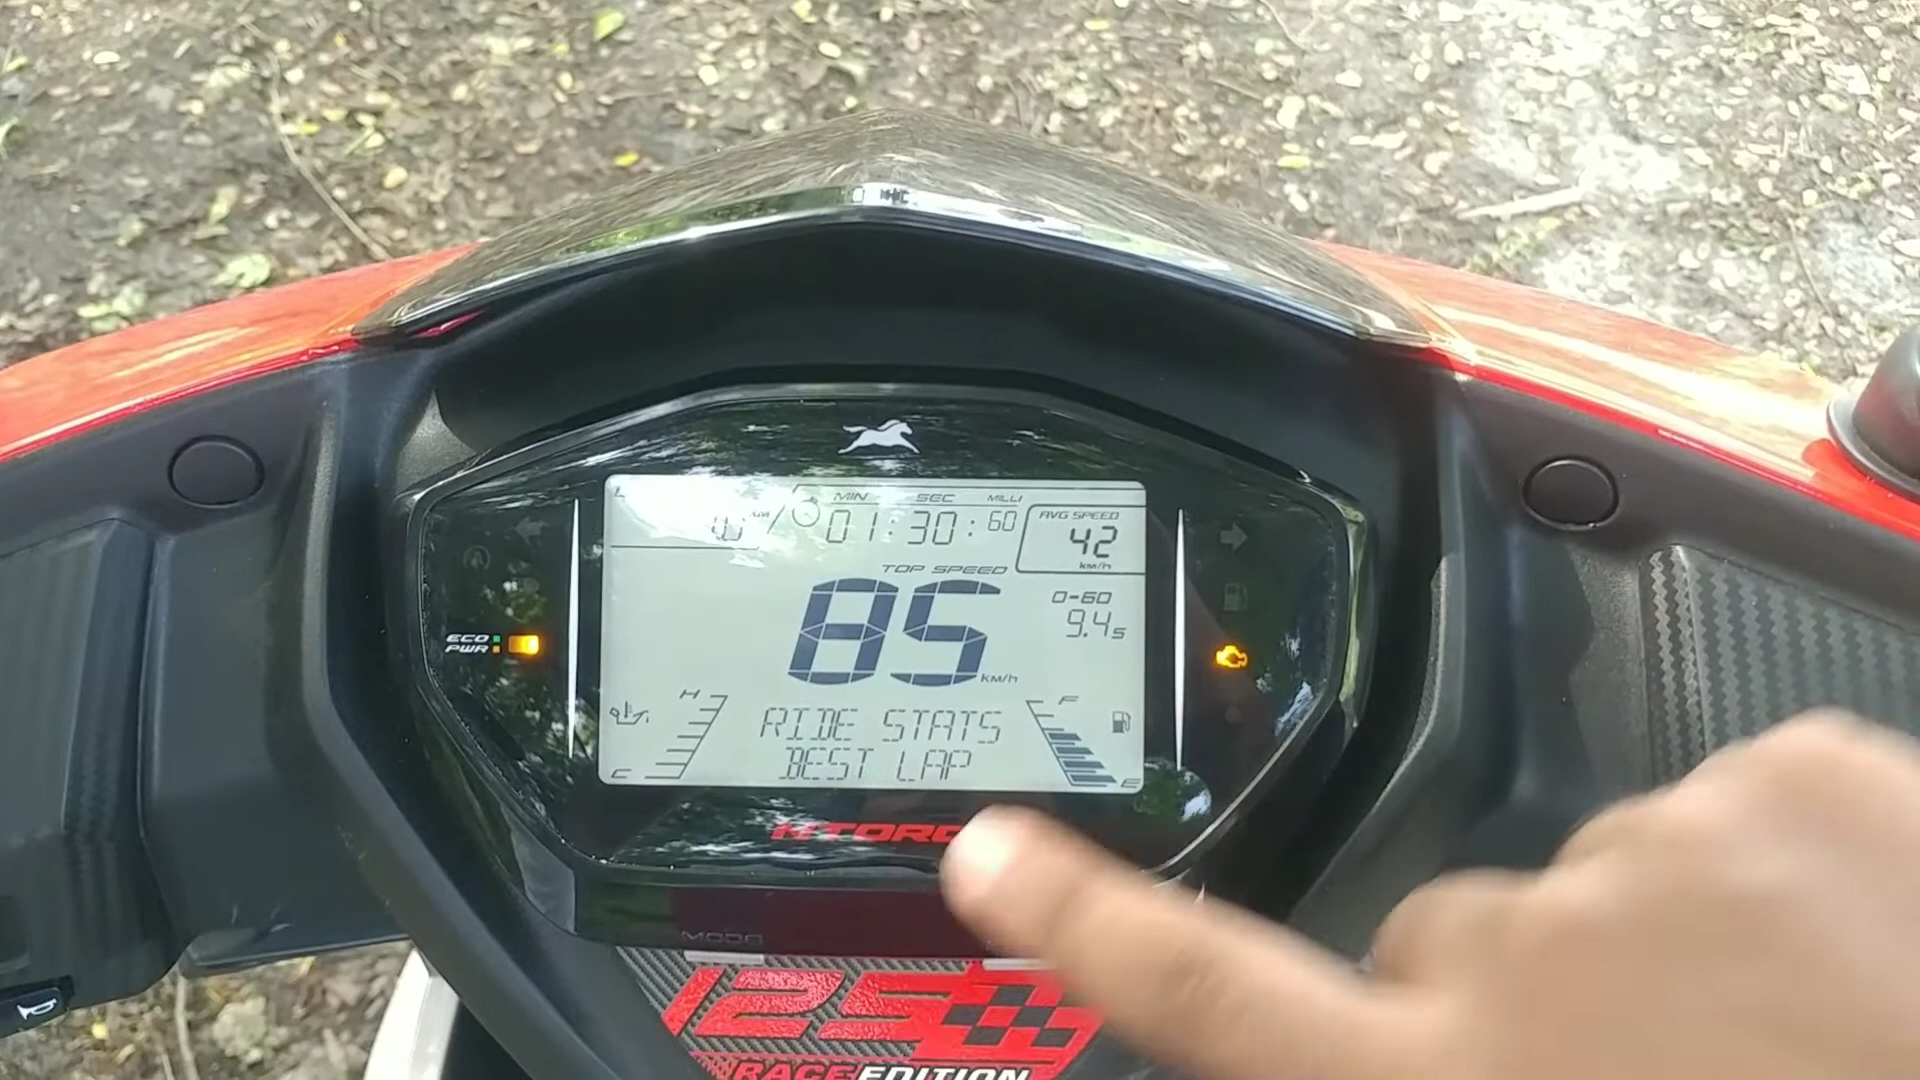 MIN SEC MILLI
01:30:60
AVG SPEED
42
km/h
TOP SPEED
85
km/h
0-60
9.4s
ECO
PWR
H
C
F
E
RIDE STATS
BEST LAP
NTORQ
MODE
125
RACE EDITION